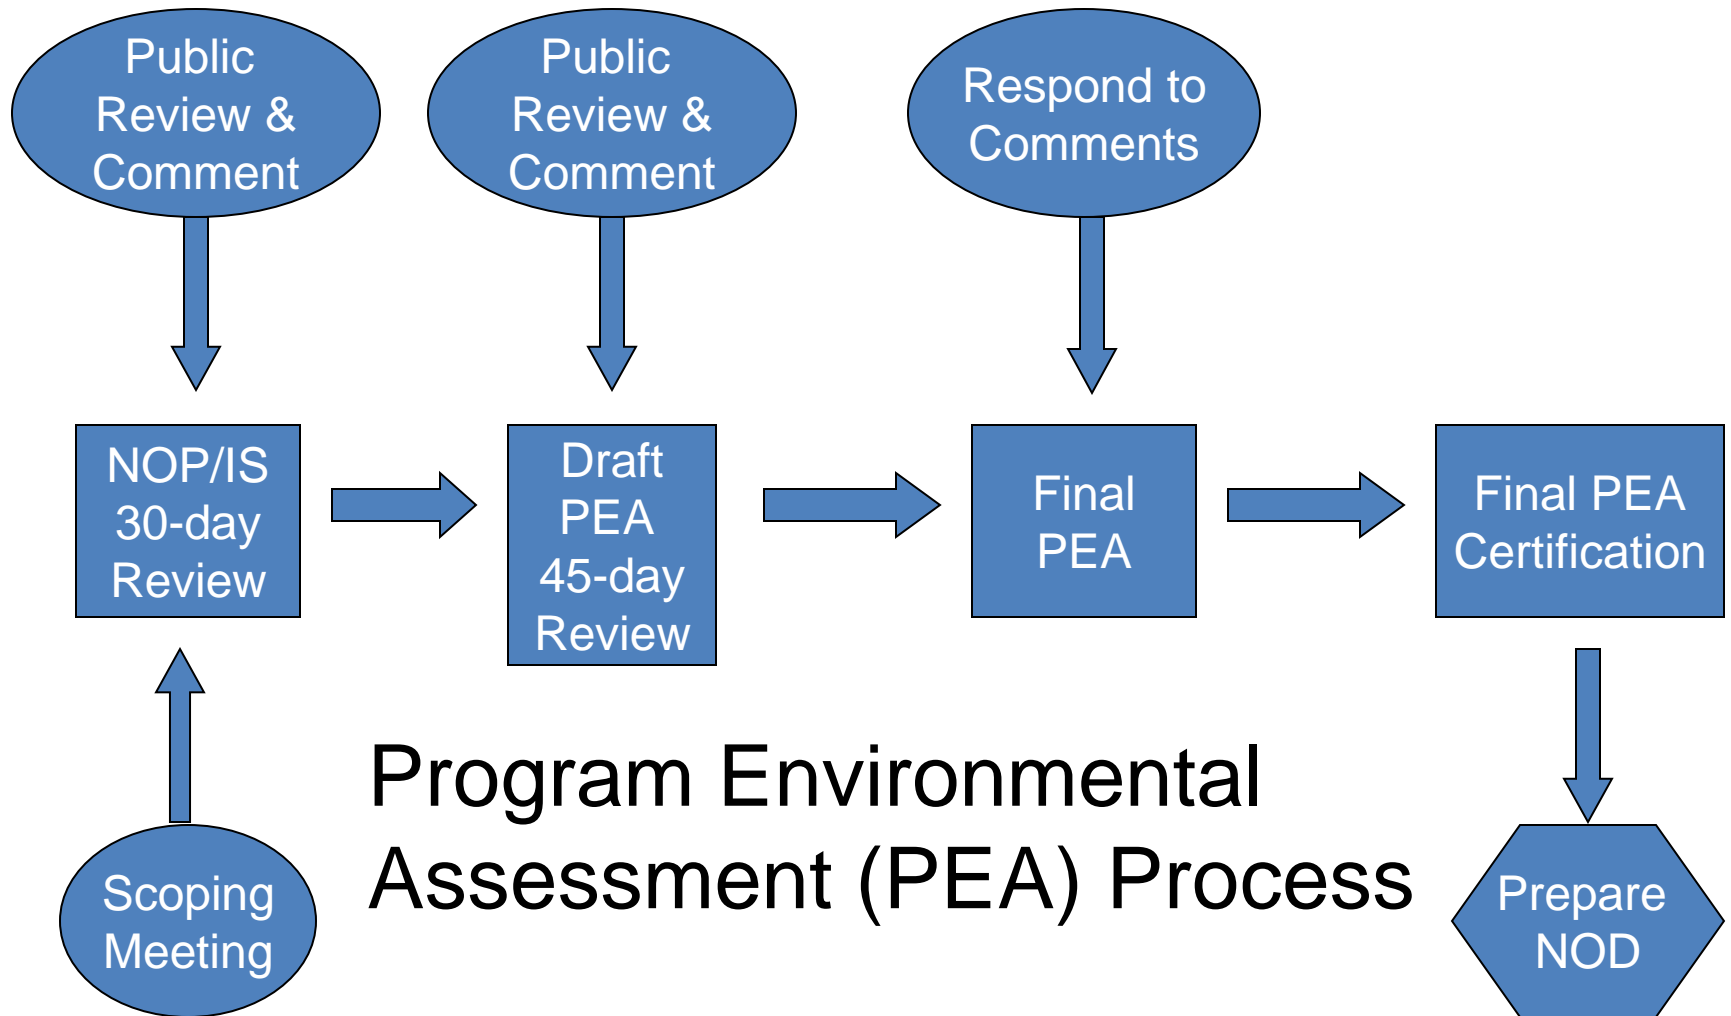 Public
Review &
Comment
Public
Review &
Comment
Respond to
Comments
NOP/IS
30-day
Review
Draft
PEA
45-day
Review
Final
PEA
Final PEA
Certification
Program Environmental
Assessment (PEA) Process
Scoping
Meeting
Prepare
NOD